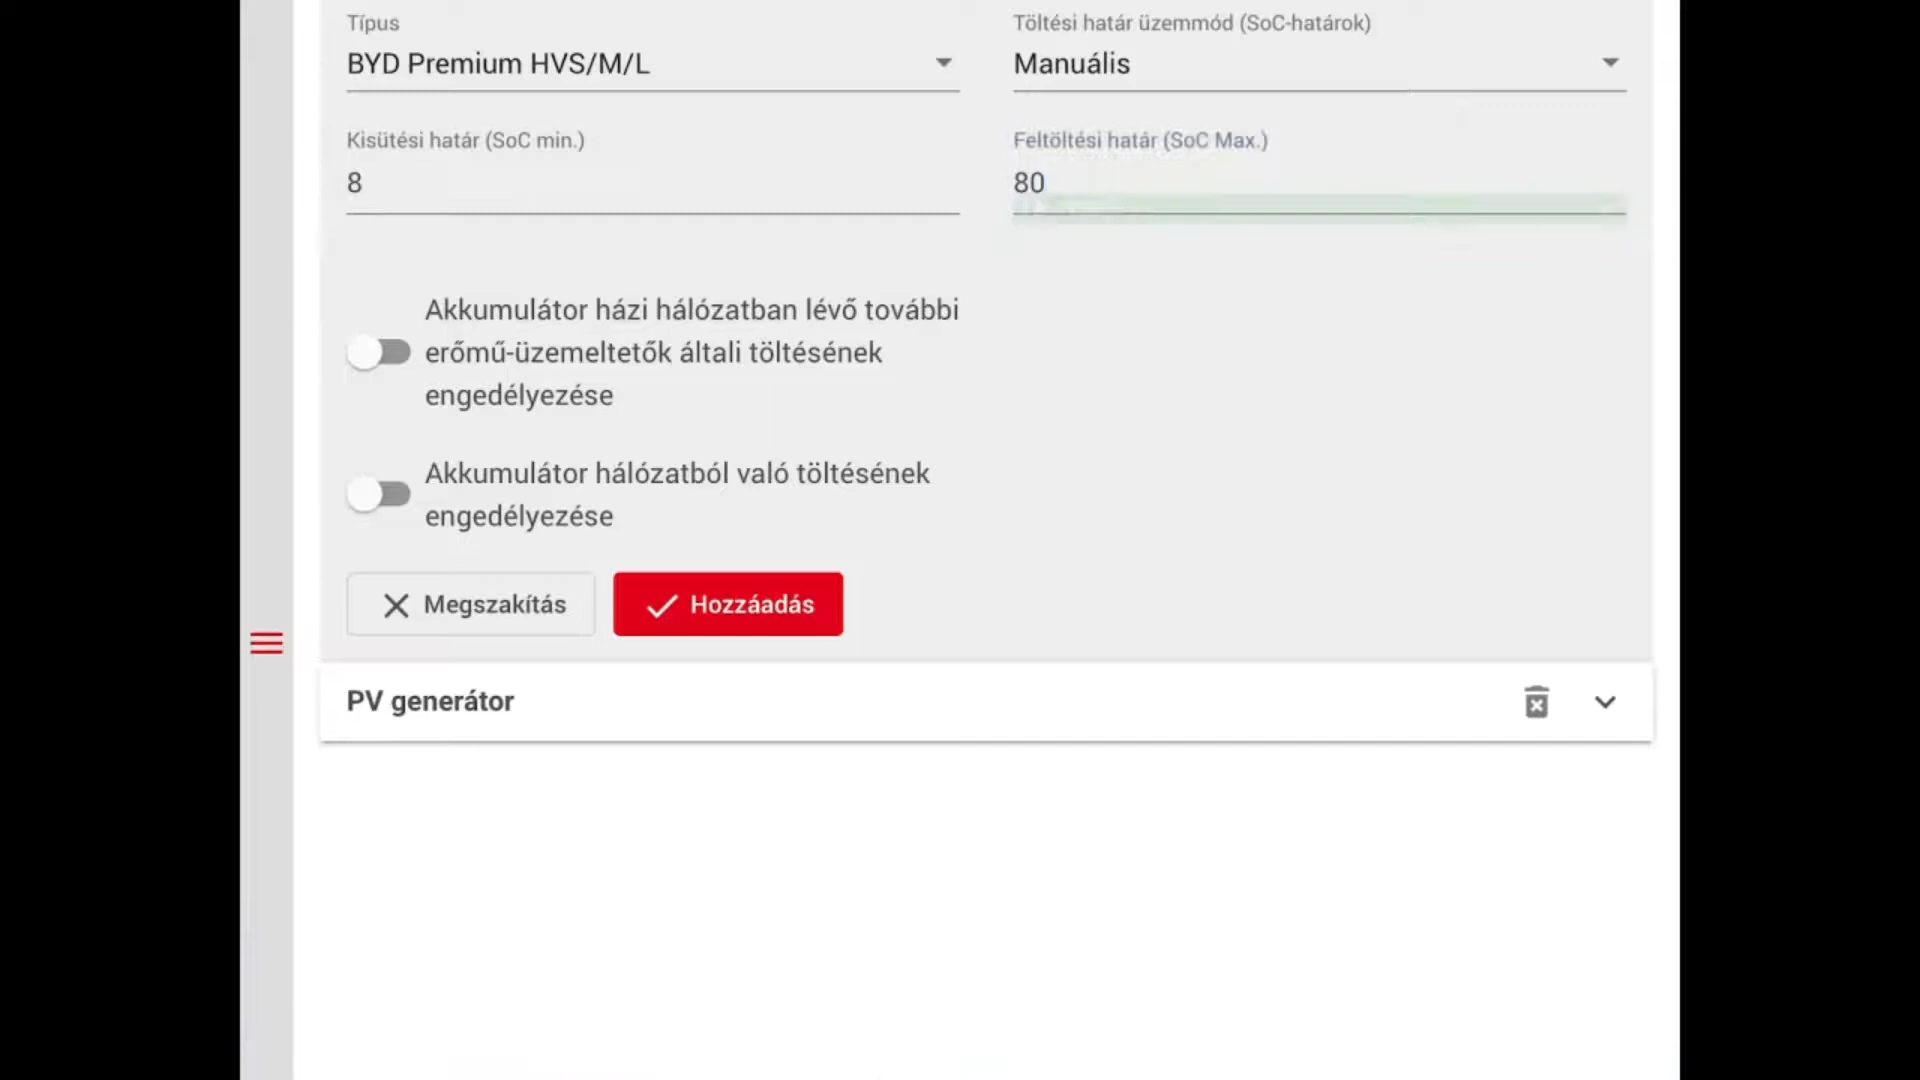 Típus
BYD Premium HVS/M/L
Töltési határ üzemmód (SoC-határok)
Manuális
Kisütési határ (SoC min.)
8
Feltöltési határ (SoC Max.)
80
Akkumulátor házi hálózatban lévő további
erőmű-üzemeltetők általi töltésének
engedélyezése
Akkumulátor hálózatból való töltésének
engedélyezése
Megszakítás
Hozzáadás
PV generátor